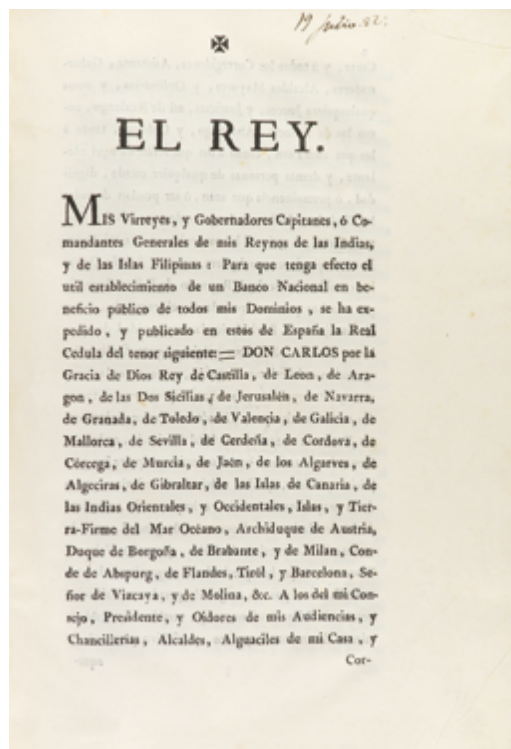 19 Julio 82.
✠
EL REY.
MIS Virreyes, y Gobernadores Capitanes, ó Co-
mandantes Generales de mis Reynos de las Indias,
y de las Islas Filipinas: Para que tenga efecto el
util establecimiento de un Banco Nacional en be-
neficio público de todos mis Dominios, se ha ex-
pedido, y publicado en estos de España la Real
Cedula del tenor siguiente: = DON CARLOS por la
Gracia de Dios Rey de Castilla, de Leon, de Ara-
gon, de las Dos Sicilias, de Jerusalén, de Navarra,
de Granada, de Toledo, de Valencia, de Galicia, de
Mallorca, de Sevilla, de Cerdeña, de Cordova, de
Córcega, de Murcia, de Jaén, de los Algarves, de
Algeciras, de Gibraltar, de las Islas de Canaria, de
las Indias Orientales, y Occidentales, Islas, y Tier-
ra-Firme del Mar Océano, Archiduque de Austria,
Duque de Borgoña, de Brabante, y de Milan, Con-
de de Abspurg, de Flandes, Tiról, y Barcelona, Se-
ñor de Vizcaya, y de Molina, &c. A los del mi Con-
sejo, Presidente, y Oidores de mis Audiencias, y
Chancillerias, Alcaldes, Alguaciles de mi Casa, y
Cor-